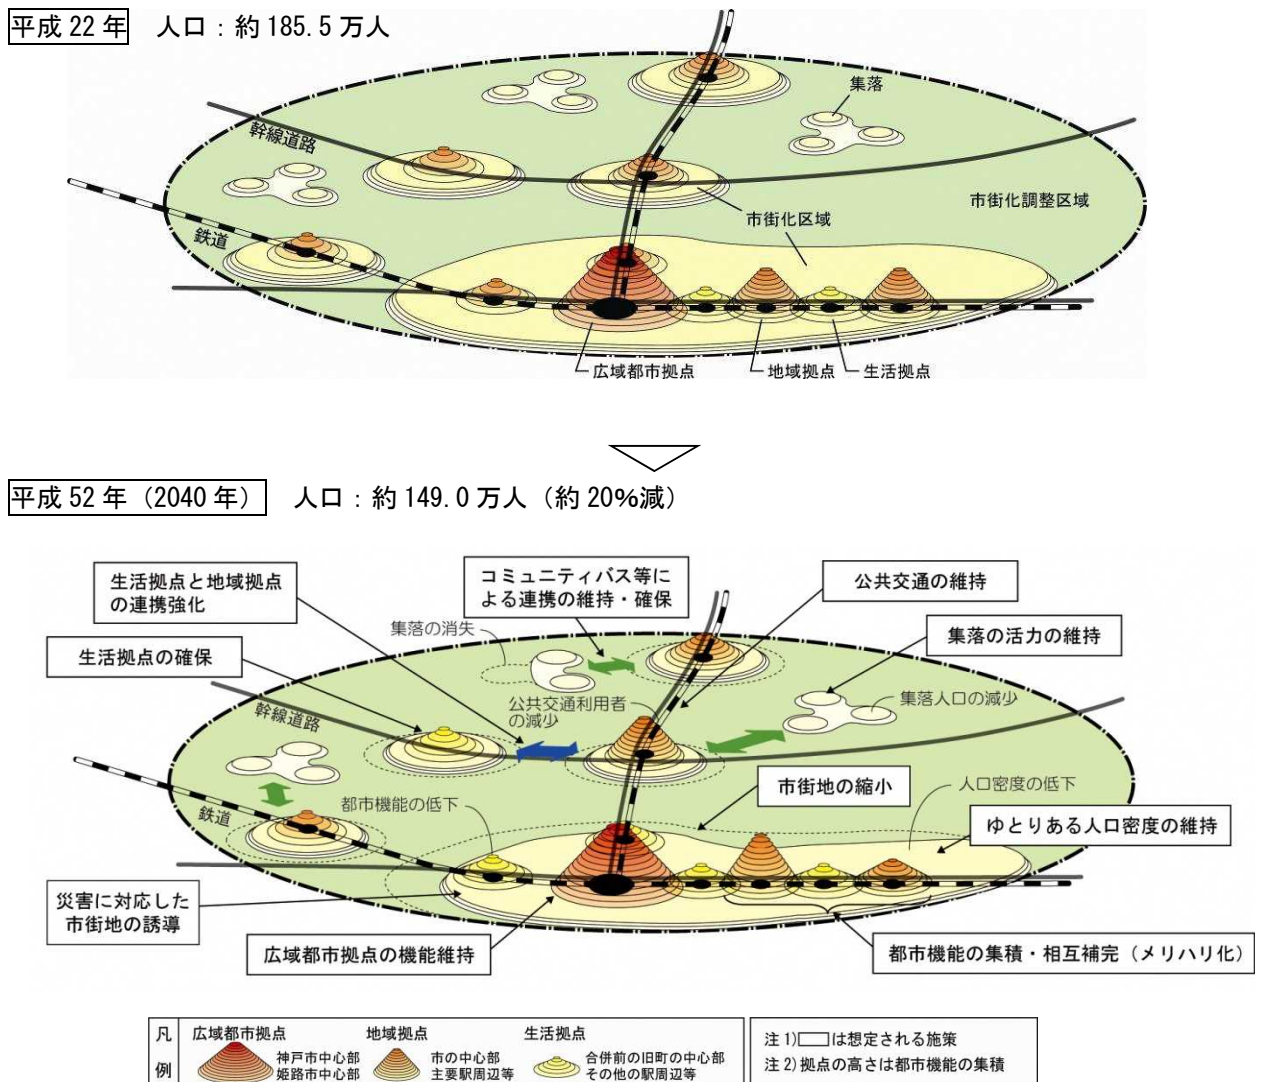 平成 22 年　人口：約 185.5 万人
集落
幹線道路
市街化調整区域
市街化区域
鉄道
広域都市拠点
地域拠点
生活拠点
平成 52 年（2040 年）　人口：約 149.0 万人（約 20%減）
生活拠点と地域拠点
の連携強化
コミュニティバス等に
よる連携の維持・確保
公共交通の維持
集落の消失
集落の活力の維持
生活拠点の確保
公共交通利用者
の減少
集落人口の減少
幹線道路
市街地の縮小
人口密度の低下
都市機能の低下
鉄道
ゆとりある人口密度の維持
災害に対応した
市街地の誘導
広域都市拠点の機能維持
都市機能の集積・相互補完（メリハリ化）
凡
例
広域都市拠点
神戸市中心部
姫路市中心部
地域拠点
市の中心部
主要駅周辺等
生活拠点
合併前の旧町の中心部
その他の駅周辺等
注 1)は想定される施策
注 2) 拠点の高さは都市機能の集積